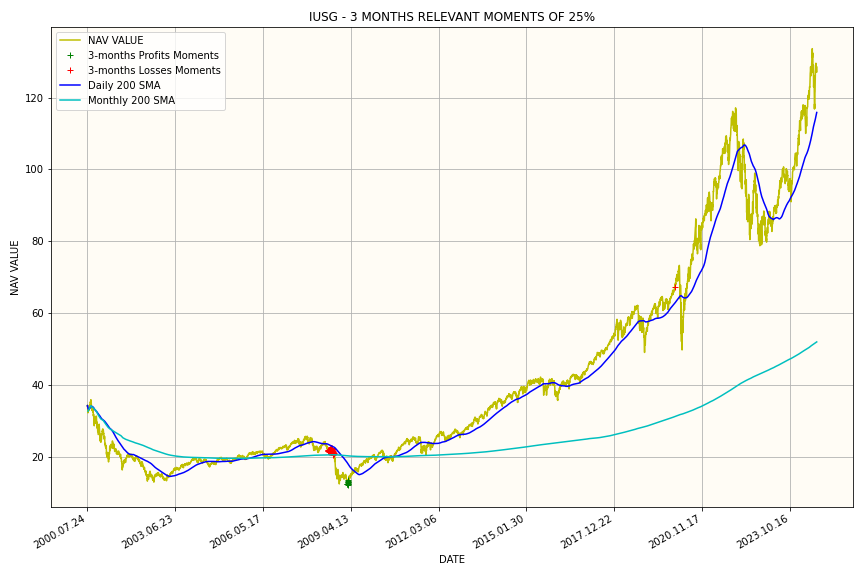 IUSG - 3 MONTHS RELEVANT MOMENTS OF 25%
NAV VALUE
3-months Profits Moments
3-months Losses Moments
Daily 200 SMA
Monthly 200 SMA
120
100
80
60
40
20
NAV VALUE
2000.07.24
2003.06.23
2006.05.17
2009.04.13
2012.03.06
2015.01.30
2017.12.22
2020.11.17
2023.10.16
DATE